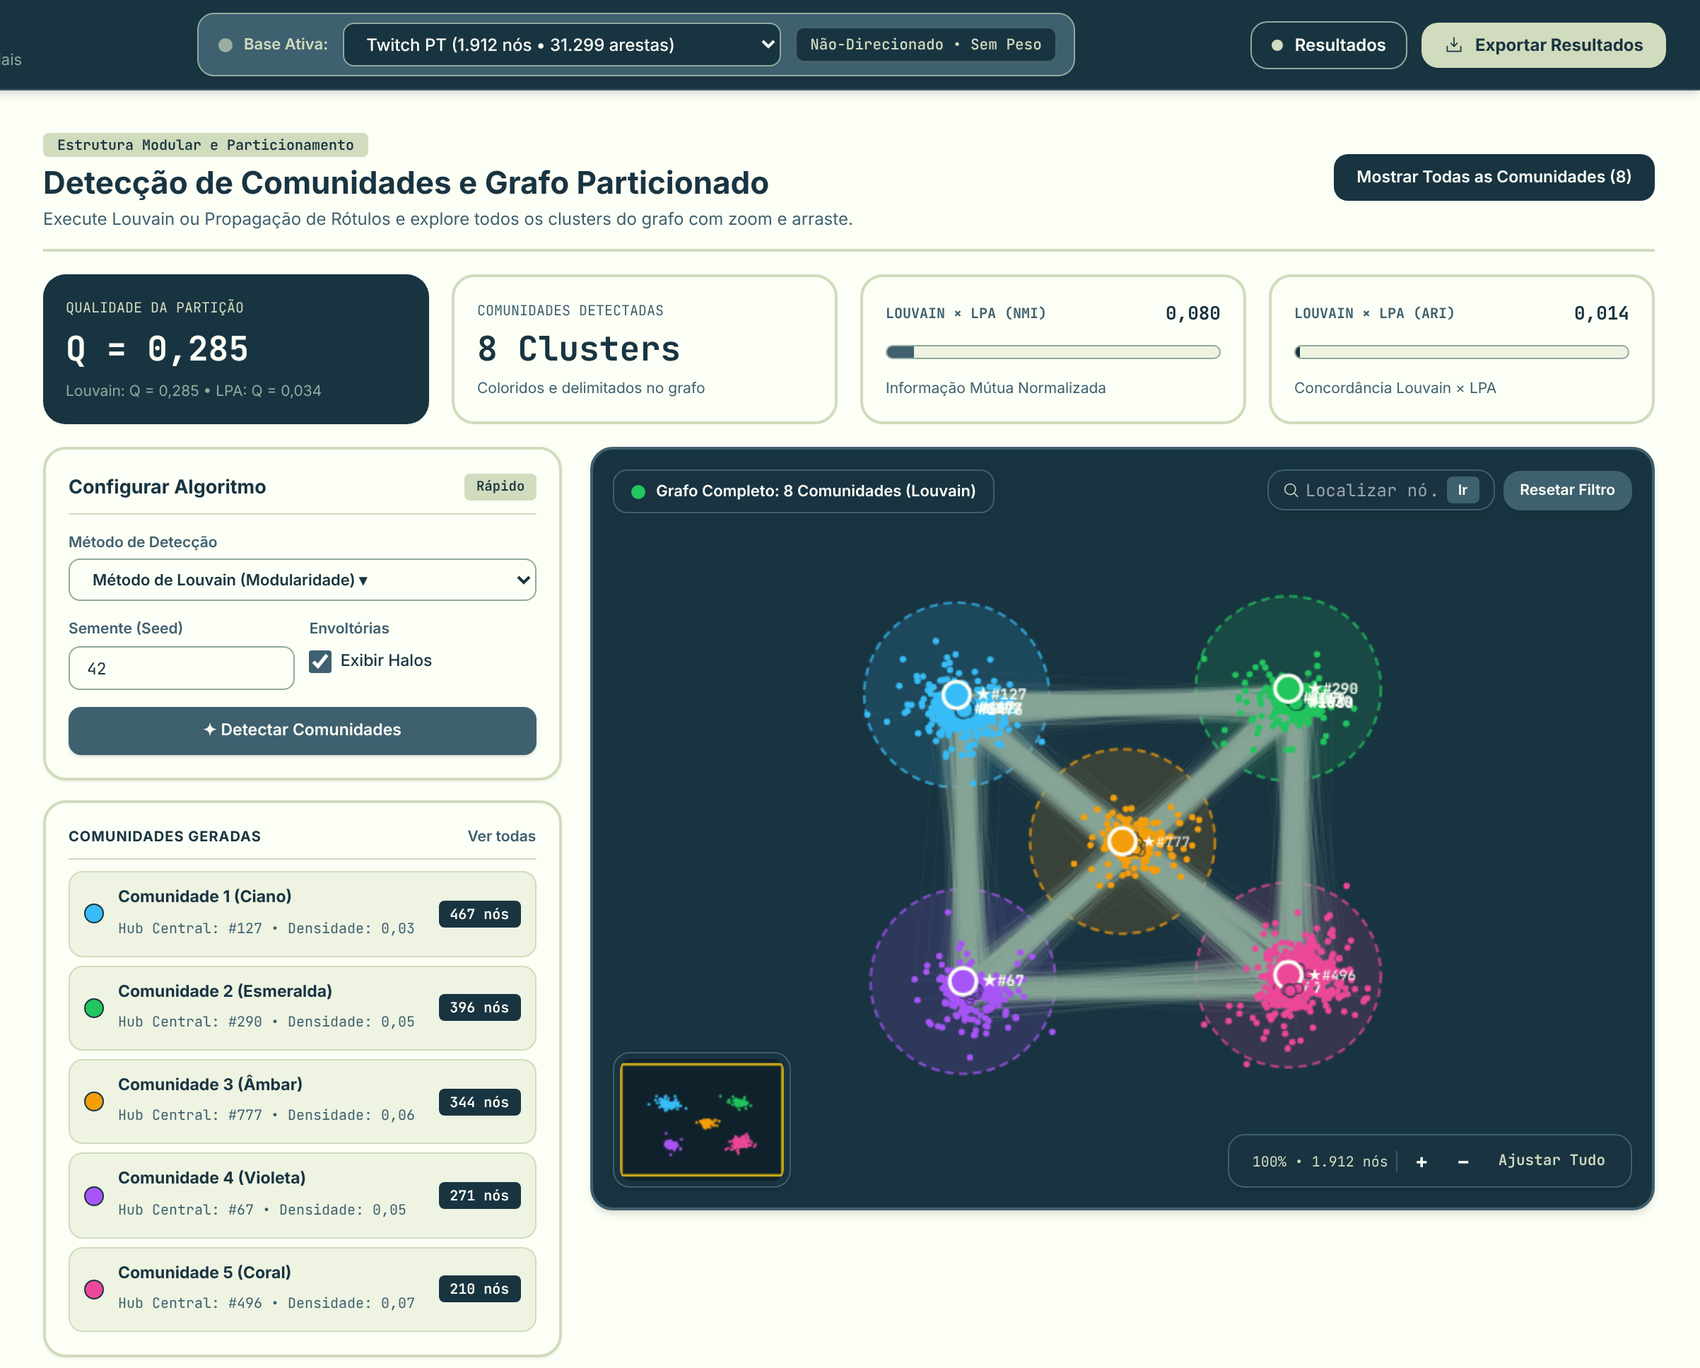 iais
Base Ativa:
Twitch PT (1.912 nós • 31.299 arestas)
Não-Direcionado • Sem Peso
Resultados
Exportar Resultados
Estrutura Modular e Particionamento
Detecção de Comunidades e Grafo Particionado
Execute Louvain ou Propagação de Rótulos e explore todos os clusters do grafo com zoom e arraste.
Mostrar Todas as Comunidades (8)
QUALIDADE DA PARTIÇÃO
Q = 0,285
Louvain: Q = 0,285 • LPA: Q = 0,034
COMUNIDADES DETECTADAS
8 Clusters
Coloridos e delimitados no grafo
LOUVAIN × LPA (NMI)
0,080
Informação Mútua Normalizada
LOUVAIN × LPA (ARI)
0,014
Concordância Louvain × LPA
Configurar Algoritmo
Rápido
Método de Detecção
Método de Louvain (Modularidade) ▾
Semente (Seed)
Envoltórias
42
Exibir Halos
✦ Detectar Comunidades
COMUNIDADES GERADAS
Ver todas
Comunidade 1 (Ciano)
Hub Central: #127 • Densidade: 0,03
467 nós
Comunidade 2 (Esmeralda)
Hub Central: #290 • Densidade: 0,05
396 nós
Comunidade 3 (Âmbar)
Hub Central: #777 • Densidade: 0,06
344 nós
Comunidade 4 (Violeta)
Hub Central: #67 • Densidade: 0,05
271 nós
Comunidade 5 (Coral)
Hub Central: #496 • Densidade: 0,07
210 nós
Grafo Completo: 8 Comunidades (Louvain)
Localizar nó.
Ir
Resetar Filtro
★#127
★#290
★#777
★#67
★#496
100% • 1.912 nós
+
−
Ajustar Tudo